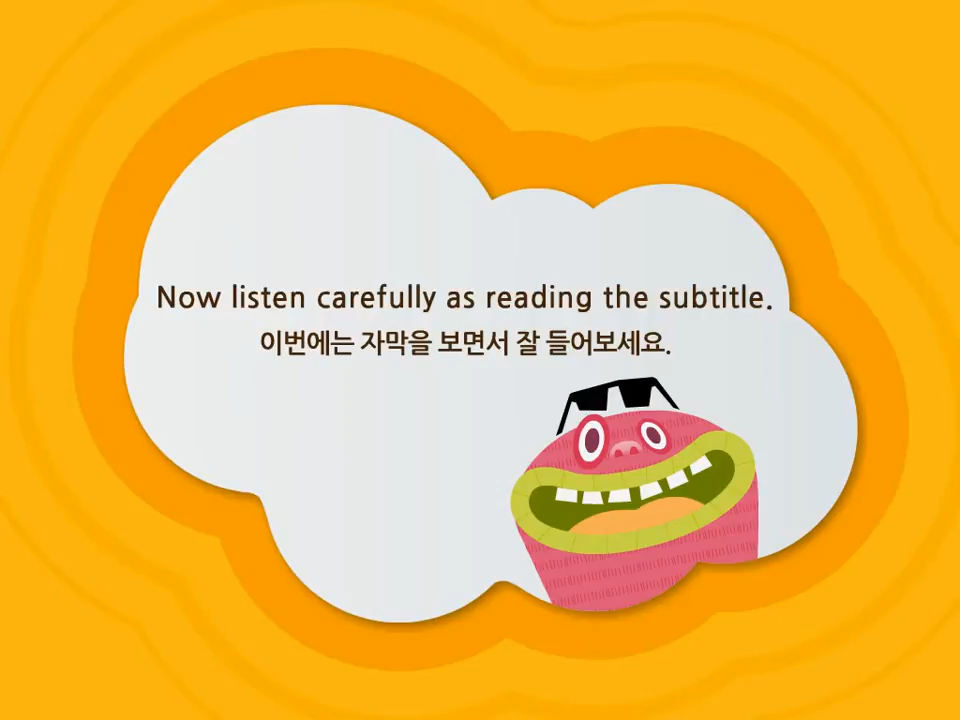 Now listen carefully as reading the subtitle.
이번에는 자막을 보면서 잘 들어보세요.